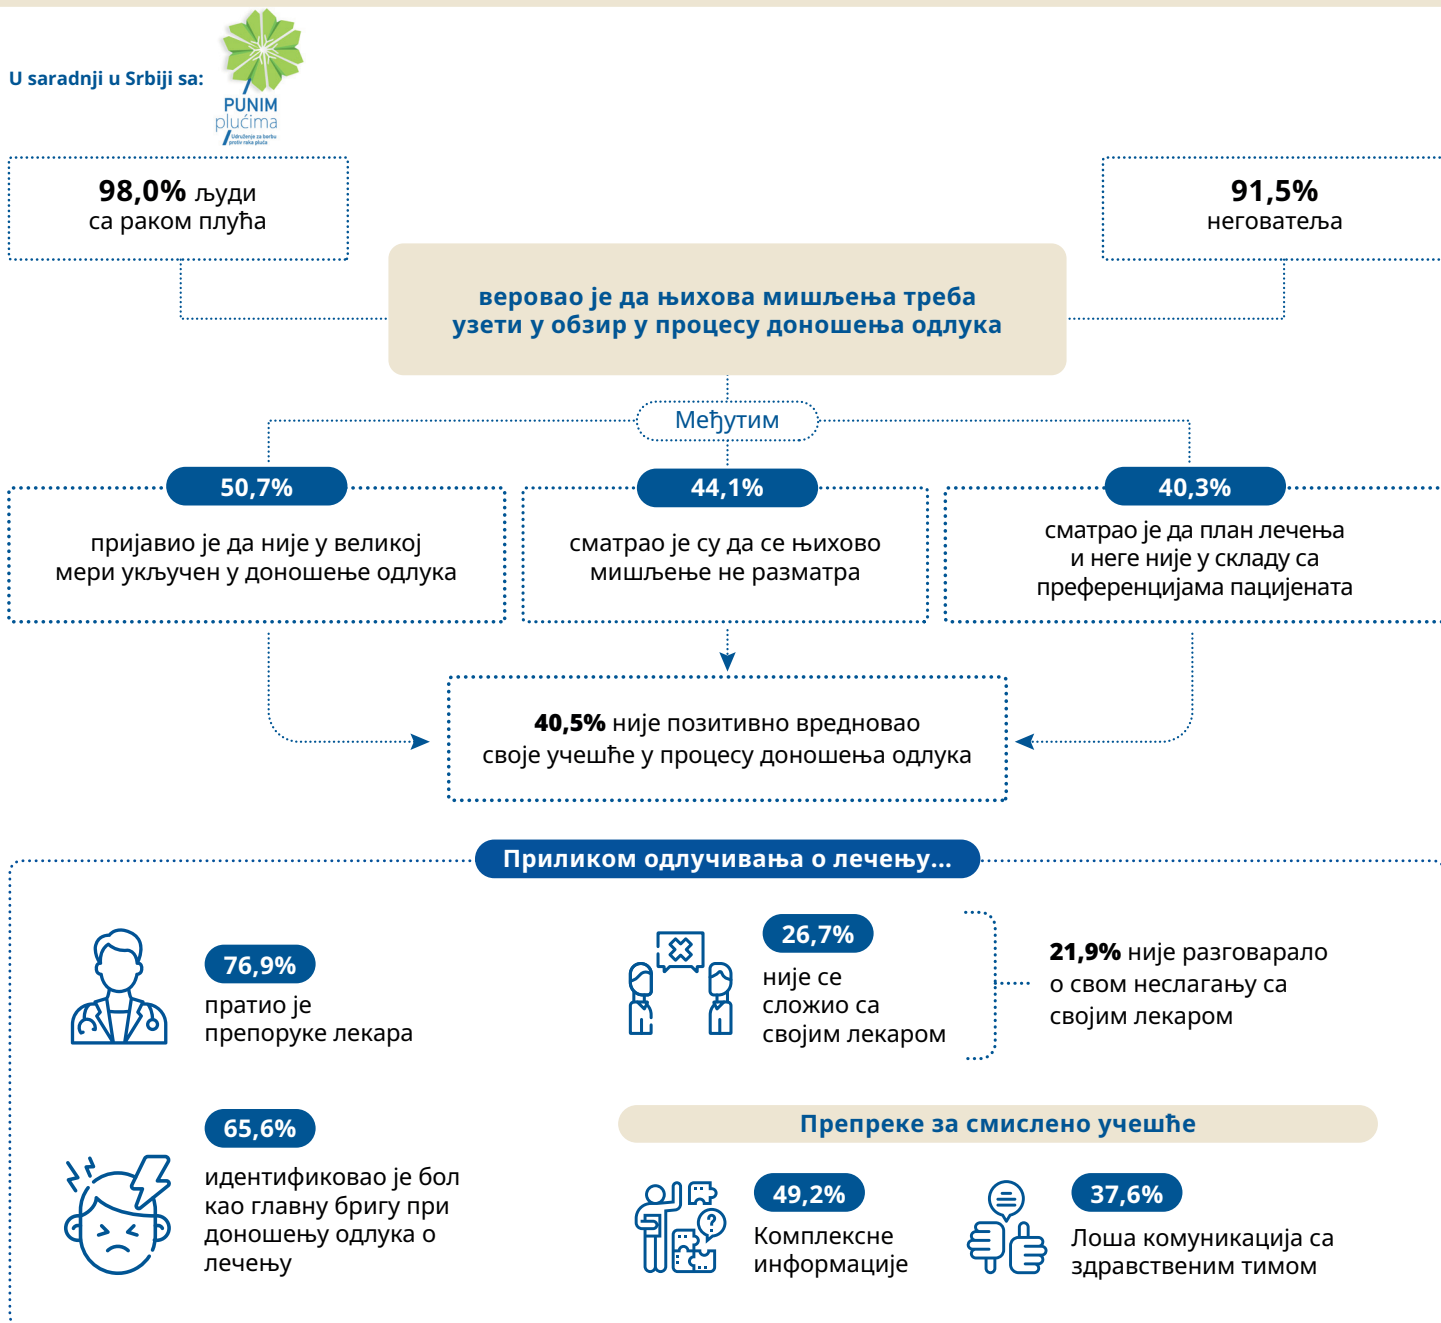 U saradnji u Srbiji sa:
PUNIM
plućima
Udruženje za borbu
protiv raka pluća
98,0% људи
са раком плућа
91,5%
неговатеља
веровао је да њихова мишљења треба
узети у обзир у процесу доношења одлука
Међутим
50,7%
пријавио је да није у великој
мери укључен у доношење одлука
44,1%
сматрао је су да се њихово
мишљење не разматра
40,3%
сматрао је да план лечења
и неге није у складу са
преференцијама пацијената
40,5% није позитивно вредновао
своје учешће у процесу доношења одлука
Приликом одлучивања о лечењу...
76,9%
пратио је
препоруке лекара
26,7%
није се
сложио са
својим лекаром
21,9% није разговарало
о свом неслагању са
својим лекаром
65,6%
идентификовао је бол
као главну бригу при
доношењу одлука о
лечењу
Препреке за смислено учешће
49,2%
Комплексне
информације
37,6%
Лоша комуникација са
здравственим тимом